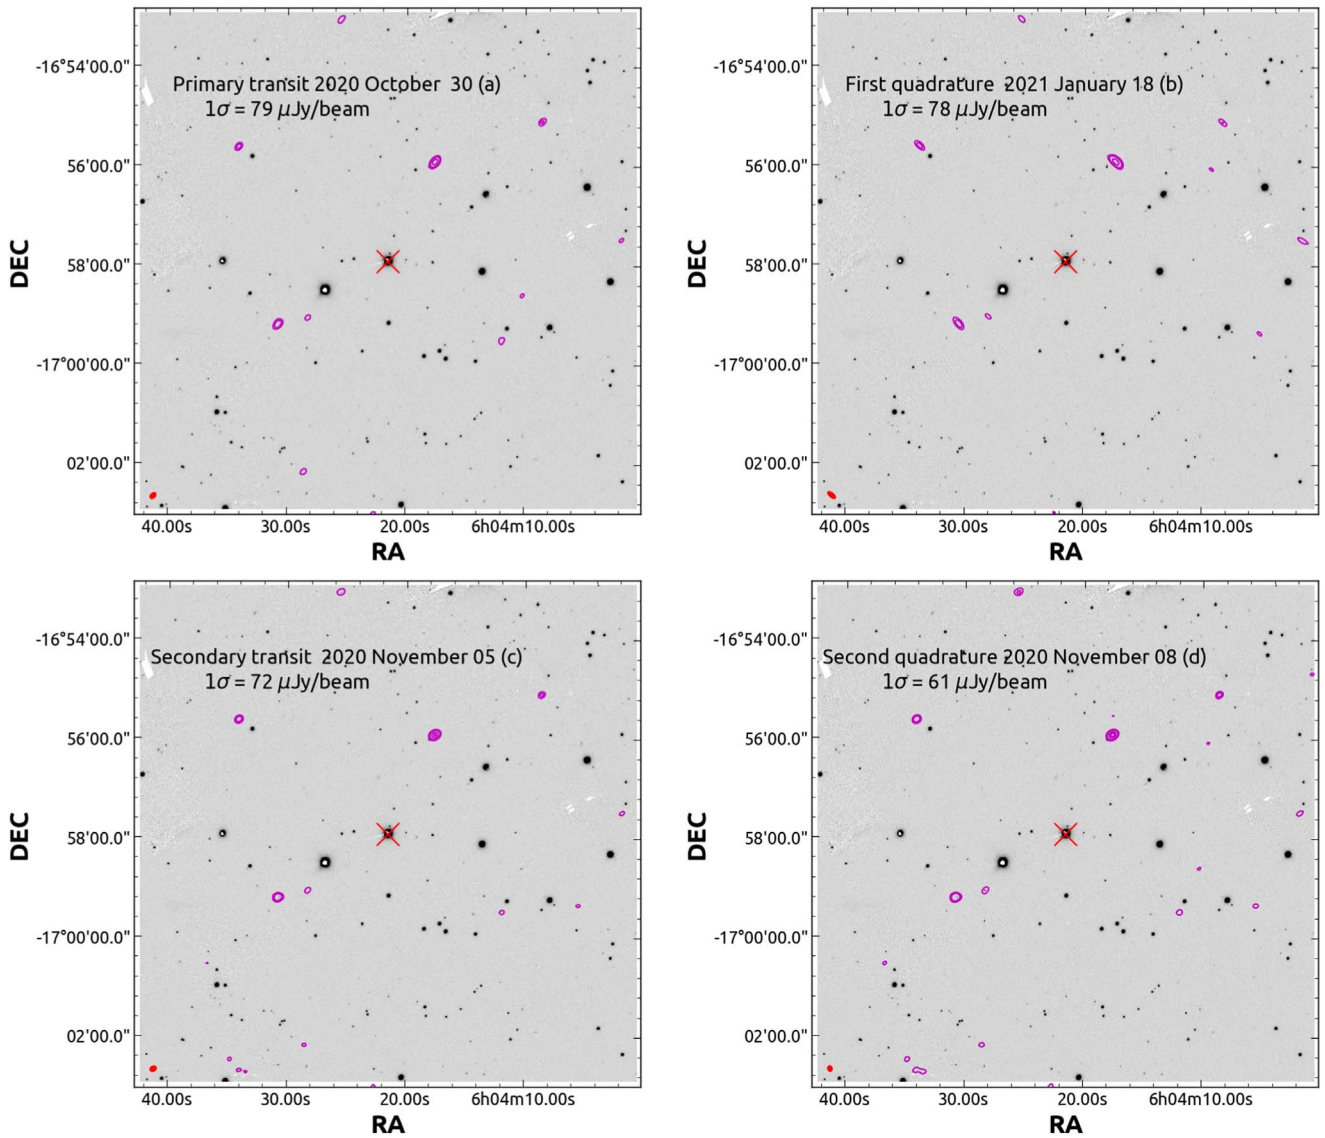 Primary transit 2020 October 30 (a)
1σ = 79 μJy/beam
-16°54'00.0"
56'00.0"
58'00.0"
-17°00'00.0"
02'00.0"
DEC
40.00s 30.00s 20.00s 6h04m10.00s
RA
First quadrature 2021 January 18 (b)
1σ = 78 μJy/beam
-16°54'00.0"
56'00.0"
58'00.0"
-17°00'00.0"
02'00.0"
DEC
40.00s 30.00s 20.00s 6h04m10.00s
RA
Secondary transit 2020 November 05 (c)
1σ = 72 μJy/beam
-16°54'00.0"
56'00.0"
58'00.0"
-17°00'00.0"
02'00.0"
DEC
40.00s 30.00s 20.00s 6h04m10.00s
RA
Second quadrature 2020 November 08 (d)
1σ = 61 μJy/beam
-16°54'00.0"
56'00.0"
58'00.0"
-17°00'00.0"
02'00.0"
DEC
40.00s 30.00s 20.00s 6h04m10.00s
RA